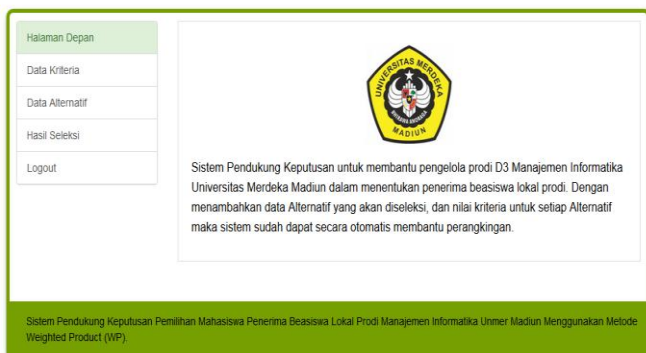 Halaman Depan
Data Kriteria
Data Alternatif
Hasil Seleksi
Logout
UNIVERSITAS MERDEKA
MADIUN
Sistem Pendukung Keputusan untuk membantu pengelola prodi D3 Manajemen Informatika
Universitas Merdeka Madiun dalam menentukan penerima beasiswa lokal prodi. Dengan
menambahkan data Alternatif yang akan diseleksi, dan nilai kriteria untuk setiap Alternatif
maka sistem sudah dapat secara otomatis membantu perangkingan.
Sistem Pendukung Keputusan Pemilihan Mahasiswa Penerima Beasiswa Lokal Prodi Manajemen Informatika Unmer Madiun Menggunakan Metode
Weighted Product (WP).